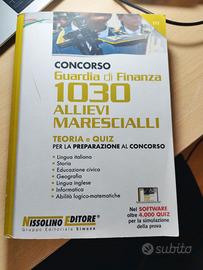 CONCORSO
Guardia di Finanza
1030
ALLIEVI
MARESCIALLI
TEORIA e QUIZ
PER LA PREPARAZIONE AL CONCORSO
• Lingua italiana
• Storia
• Educazione civica
• Geografia
• Lingua inglese
• Informatica
• Abilità logico-matematiche
Nel SOFTWARE
oltre 4.000 QUIZ
per la simulazione
della prova
NISSOLINO EDITORE®
Gruppo Editoriale Simone
subito